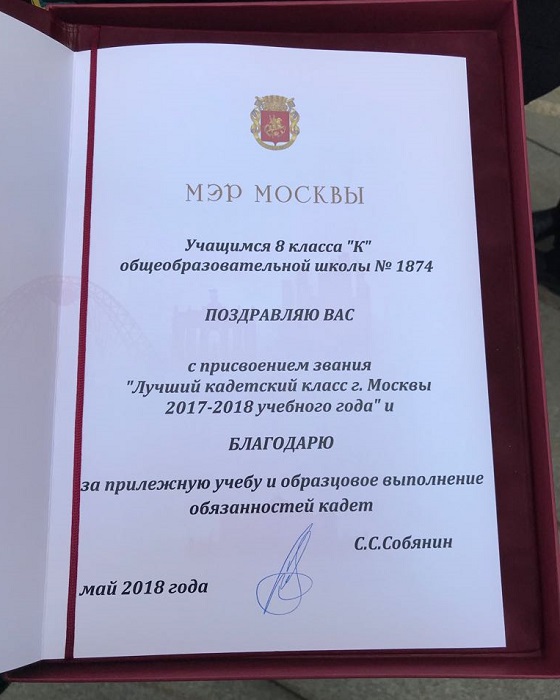 МЭР МОСКВЫ
Учащимся 8 класса "К"
общеобразовательной школы № 1874
ПОЗДРАВЛЯЮ ВАС
с присвоением звания
"Лучший кадетский класс г. Москвы
2017-2018 учебного года" и
БЛАГОДАРЮ
за прилежную учебу и образцовое выполнение
обязанностей кадет
С.С.Собянин
май 2018 года